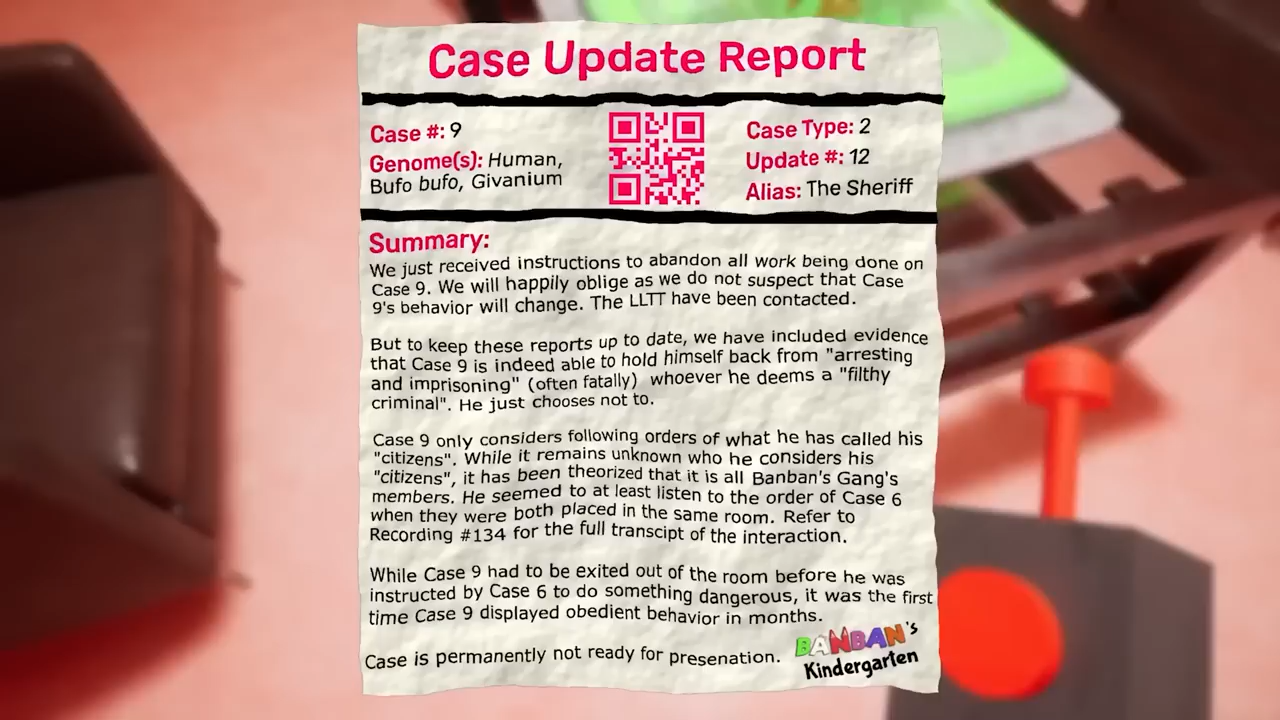 Case Update Report
Case #: 9
Genome(s): Human,
Bufo bufo, Givanium
Case Type: 2
Update #: 12
Alias: The Sheriff
Summary:
We just received instructions to abandon all work being done on
Case 9. We will happily oblige as we do not suspect that Case
9's behavior will change. The LLTT have been contacted.
But to keep these reports up to date, we have included evidence
that Case 9 is indeed able to hold himself back from "arresting
and imprisoning" (often fatally) whoever he deems a "filthy
criminal". He just chooses not to.
Case 9 only considers following orders of what he has called his
"citizens". While it remains unknown who he considers his
"citizens", it has been theorized that it is all Banban's Gang's
members. He seemed to at least listen to the order of Case 6
when they were both placed in the same room. Refer to
Recording #134 for the full transcipt of the interaction.
While Case 9 had to be exited out of the room before he was
instructed by Case 6 to do something dangerous, it was the first
time Case 9 displayed obedient behavior in months.
Case is permanently not ready for presenation.
BANBAN's
Kindergarten